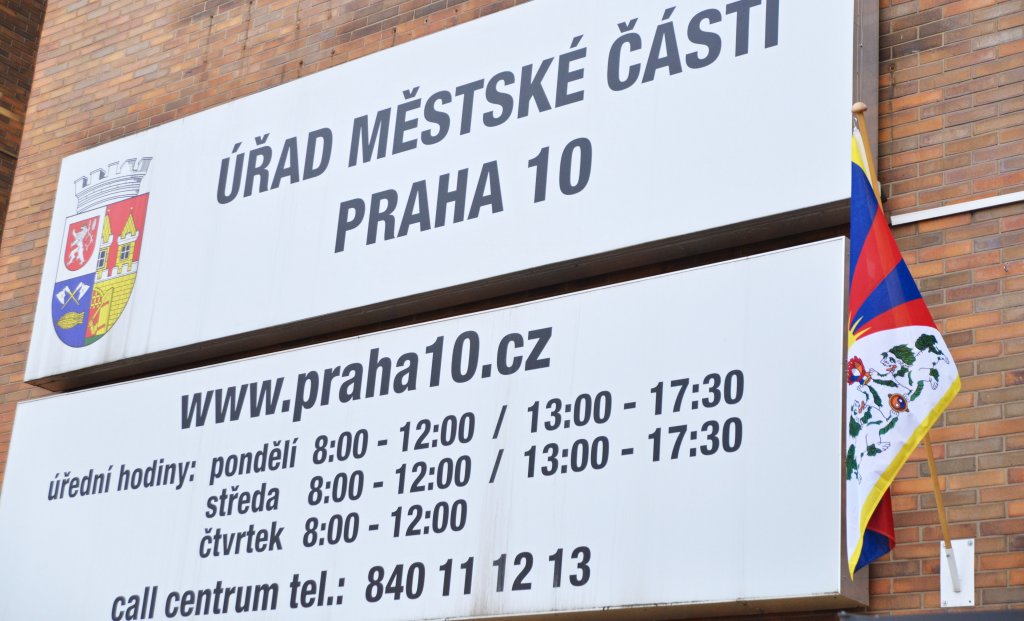 ÚŘAD MĚSTSKÉ ČÁSTI
PRAHA 10
www.praha10.cz
úřední hodiny: pondělí 8:00 - 12:00 / 13:00 - 17:30
středa 8:00 - 12:00 / 13:00 - 17:30
čtvrtek 8:00 - 12:00
call centrum tel.: 840 11 12 13